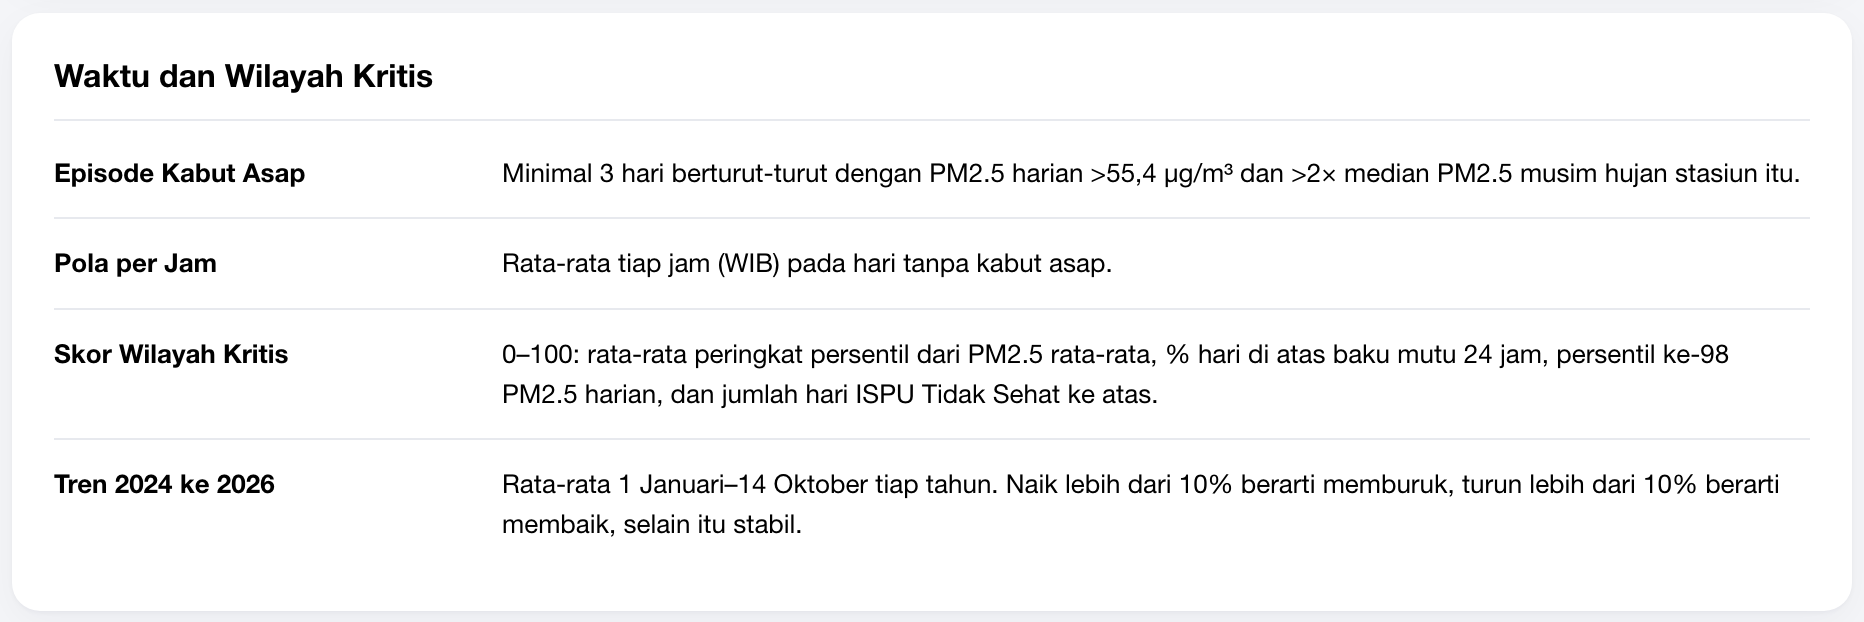 Waktu dan Wilayah Kritis
Episode Kabut Asap
Minimal 3 hari berturut-turut dengan PM2.5 harian >55,4 µg/m³ dan >2× median PM2.5 musim hujan stasiun itu.
Pola per Jam
Rata-rata tiap jam (WIB) pada hari tanpa kabut asap.
Skor Wilayah Kritis
0–100: rata-rata peringkat persentil dari PM2.5 rata-rata, % hari di atas baku mutu 24 jam, persentil ke-98
PM2.5 harian, dan jumlah hari ISPU Tidak Sehat ke atas.
Tren 2024 ke 2026
Rata-rata 1 Januari–14 Oktober tiap tahun. Naik lebih dari 10% berarti memburuk, turun lebih dari 10% berarti
membaik, selain itu stabil.